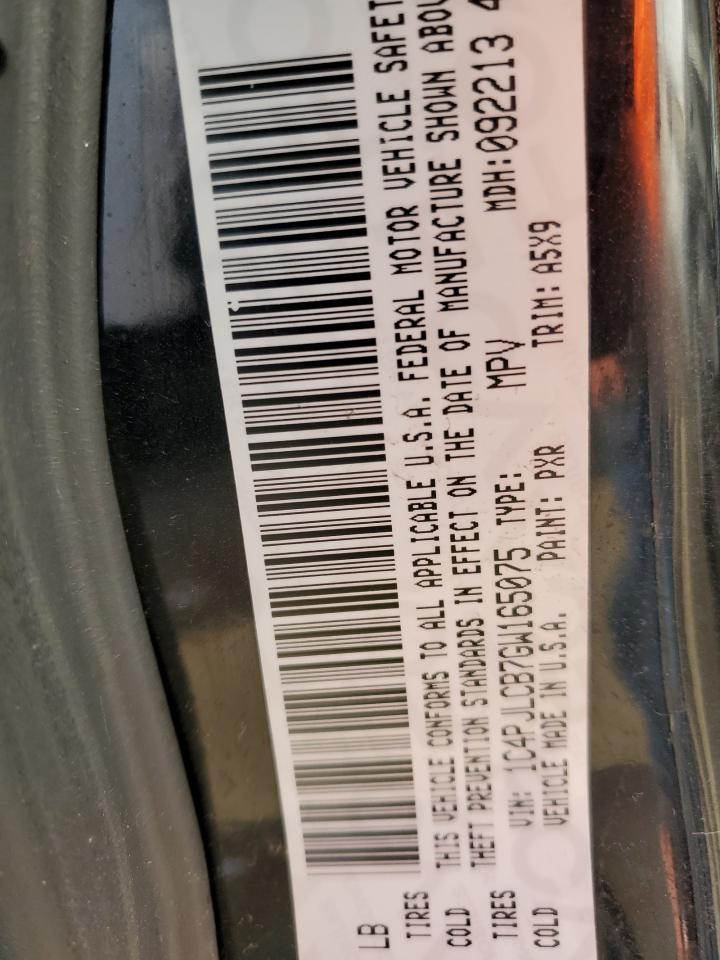 LB
TIRES
COLD
TIRES
COLD
THIS VEHICLE CONFORMS TO ALL APPLICABLE U.S.A. FEDERAL MOTOR VEHICLE
THEFT PREVENTION STANDARDS IN EFFECT ON THE DATE OF MANUFACTURE SHOWN
VIN: 1C4PJLCB7GW165075 TYPE: MPV MDH:092213 4
VEHICLE MADE IN U.S.A. PAINT: PXR TRIM: A5X9